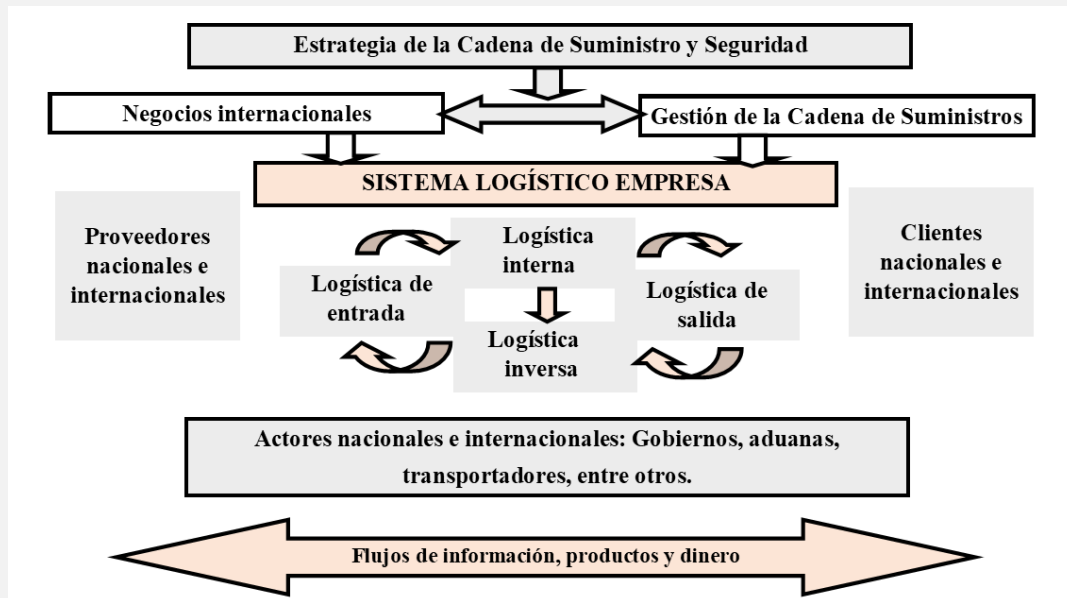 Estrategia de la Cadena de Suministro y Seguridad
Negocios internacionales
Gestión de la Cadena de Suministros
SISTEMA LOGÍSTICO EMPRESA
Proveedores
nacionales e
internacionales
Logística de
entrada
Logística
interna
Logística
inversa
Logística de
salida
Clientes
nacionales e
internacionales
Actores nacionales e internacionales: Gobiernos, aduanas,
transportadores, entre otros.
Flujos de información, productos y dinero